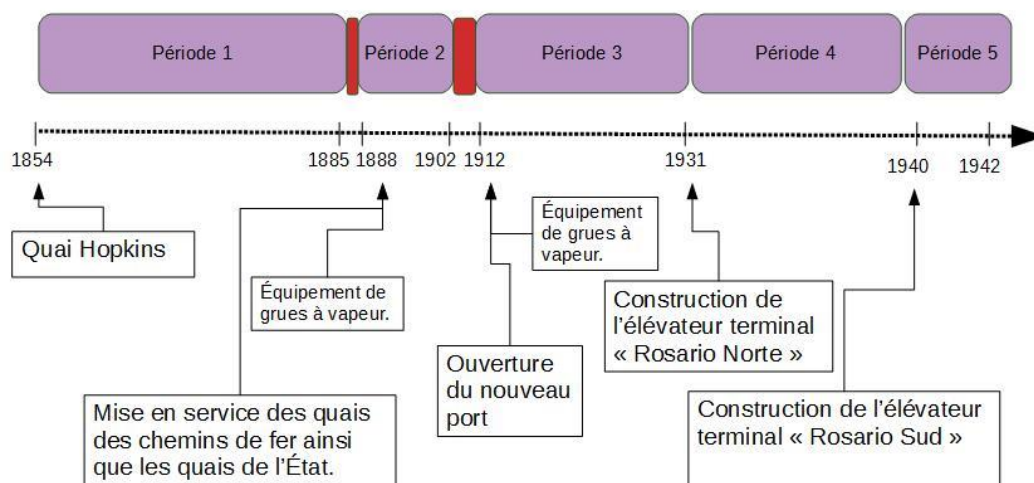 Période 1
Période 2
Période 3
Période 4
Période 5
1854
1885
1888
1902
1912
1931
1940
1942
Quai Hopkins
Équipement de
grues à vapeur.
Mise en service des quais
des chemins de fer ainsi
que les quais de l’État.
Équipement
de grues à
vapeur.
Ouverture
du nouveau
port
Construction de
l’élévateur terminal
« Rosario Norte »
Construction de l’élévateur
terminal « Rosario Sud »